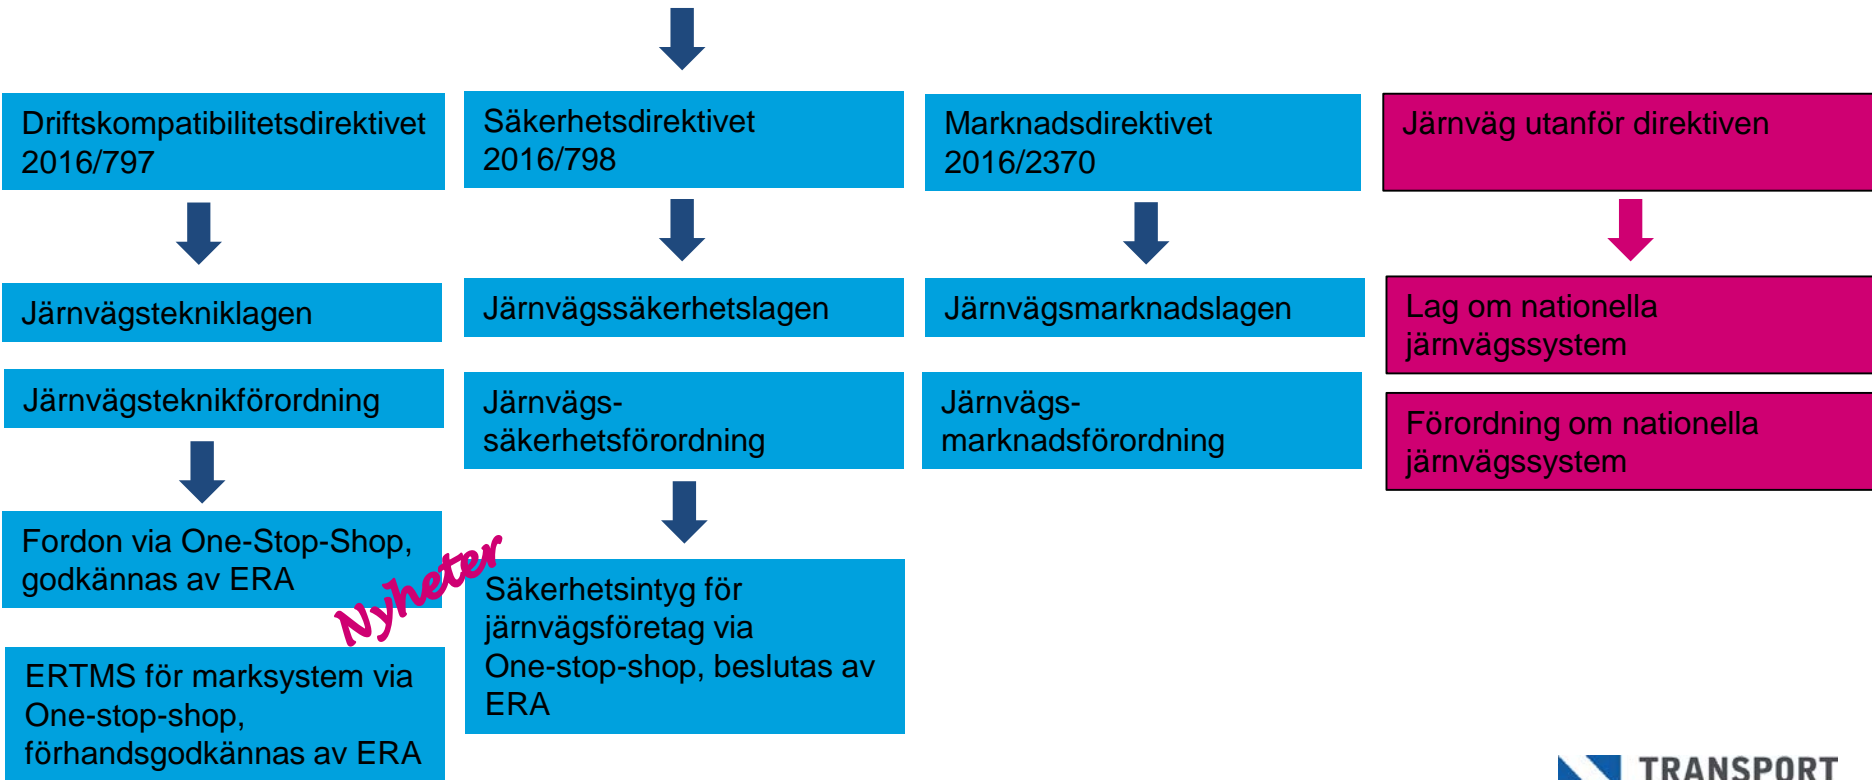 Driftskompatibilitetsdirektivet
2016/797
Säkerhetsdirektivet
2016/798
Marknadsdirektivet
2016/2370
Järnväg utanför direktiven
Järnvägstekniklagen
Järnvägssäkerhetslagen
Järnvägsmarknadslagen
Lag om nationella
järnvägssystem
Järnvägsteknikförordning
Järnvägs-
säkerhetsförordning
Järnvägs-
marknadsförordning
Förordning om nationella
järnvägssystem
Fordon via One-Stop-Shop,
godkännas av ERA
Nyheter
Säkerhetsintyg för
järnvägsföretag via
One-stop-shop, beslutas av
ERA
ERTMS för marksystem via
One-stop-shop,
förhandsgodkännas av ERA
TRANSPORT